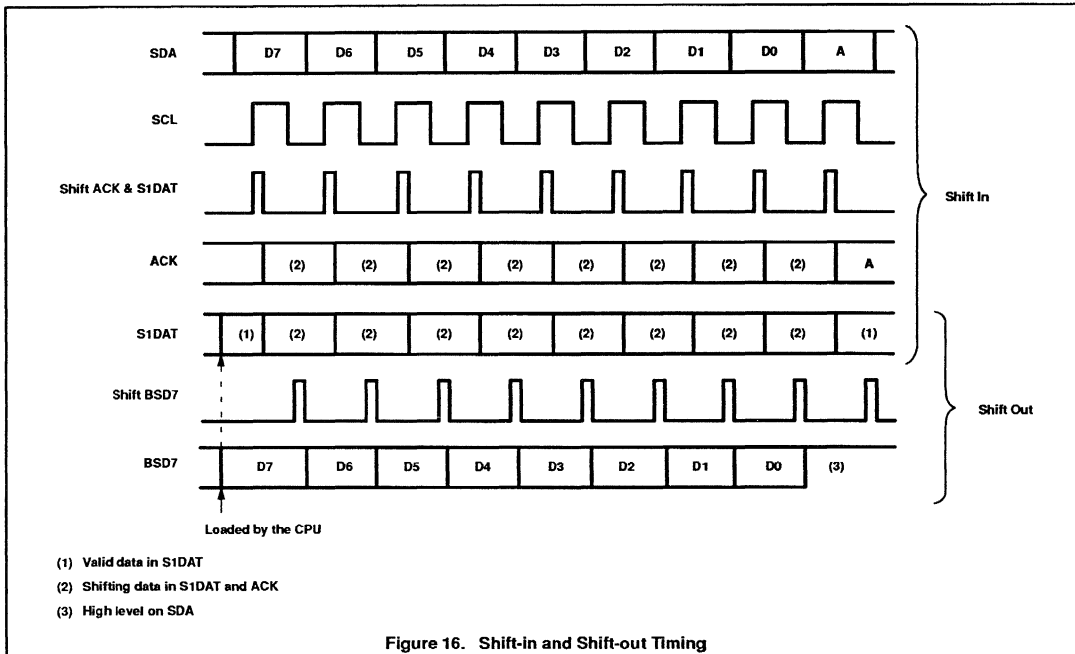 SDA D7 D6 D5 D4 D3 D2 D1 D0 A
SCL
Shift ACK & S1DAT
Shift In
ACK (2) (2) (2) (2) (2) (2) (2) (2) A
S1DAT (1) (2) (2) (2) (2) (2) (2) (2) (2) (1)
Shift BSD7
Shift Out
BSD7 D7 D6 D5 D4 D3 D2 D1 D0 (3)
Loaded by the CPU
(1) Valid data in S1DAT
(2) Shifting data in S1DAT and ACK
(3) High level on SDA
Figure 16. Shift-in and Shift-out Timing